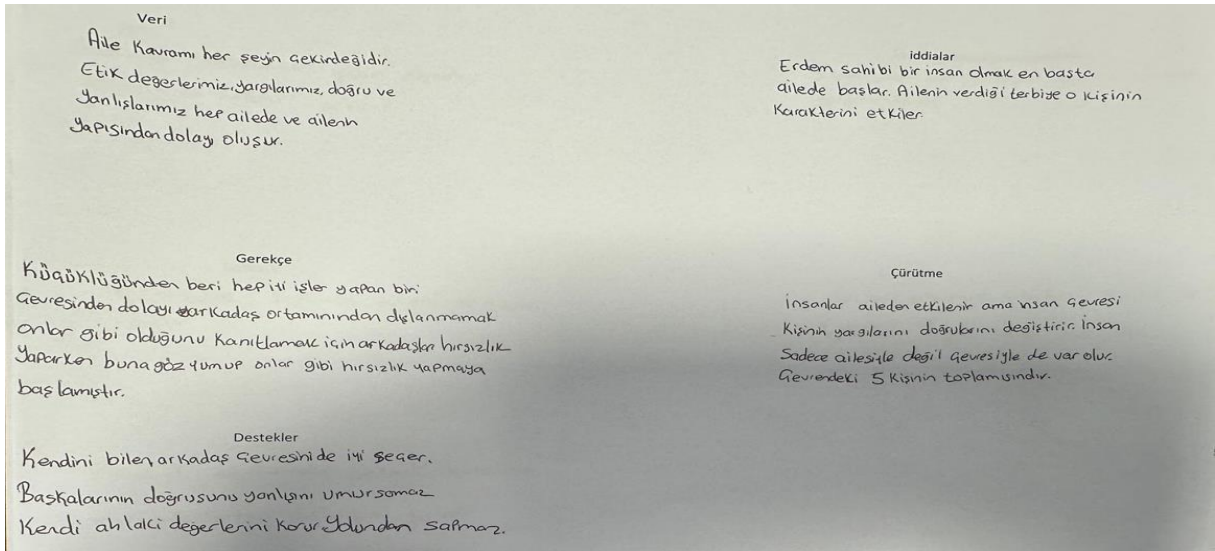 Veri
Aile Kavramı her şeyin çekirdeğidir.
Etik değerlerimiz, yargılarımız, doğru ve
yanlışlarımız hep ailede ve ailenin
yapısından dolayı oluşur.
iddialar
Erdem sahibi bir insan olmak en başta
ailede başlar. Ailenin verdiği terbiye o kişinin
Karakterini etkiler.
Gerekçe
Küçüklüğünden beri hep iyi işler yapan biri
çevresinden dolayı arkadaş ortamınından dışlanmamak
onlar gibi olduğunu kanıtlamak için arkadaşları hırsızlık
yaparken buna göz yumup onlar gibi hırsızlık yapmaya
başlamıştır.
Çürütme
İnsanlar aileden etkilenir ama insan çevresi
kişinin yargılarını doğrularını değiştirir. İnsan
sadece ailesiyle değil çevresiyle de var olur.
Çevrendeki 5 kişinin toplamısındır.
Destekler
Kendini bilen, arkadaş çevresini de iyi seçer.
Başkalarının doğrusunu yanlışını umursamaz
Kendi ahlaki değerlerini korur. Yolundan sapmaz.